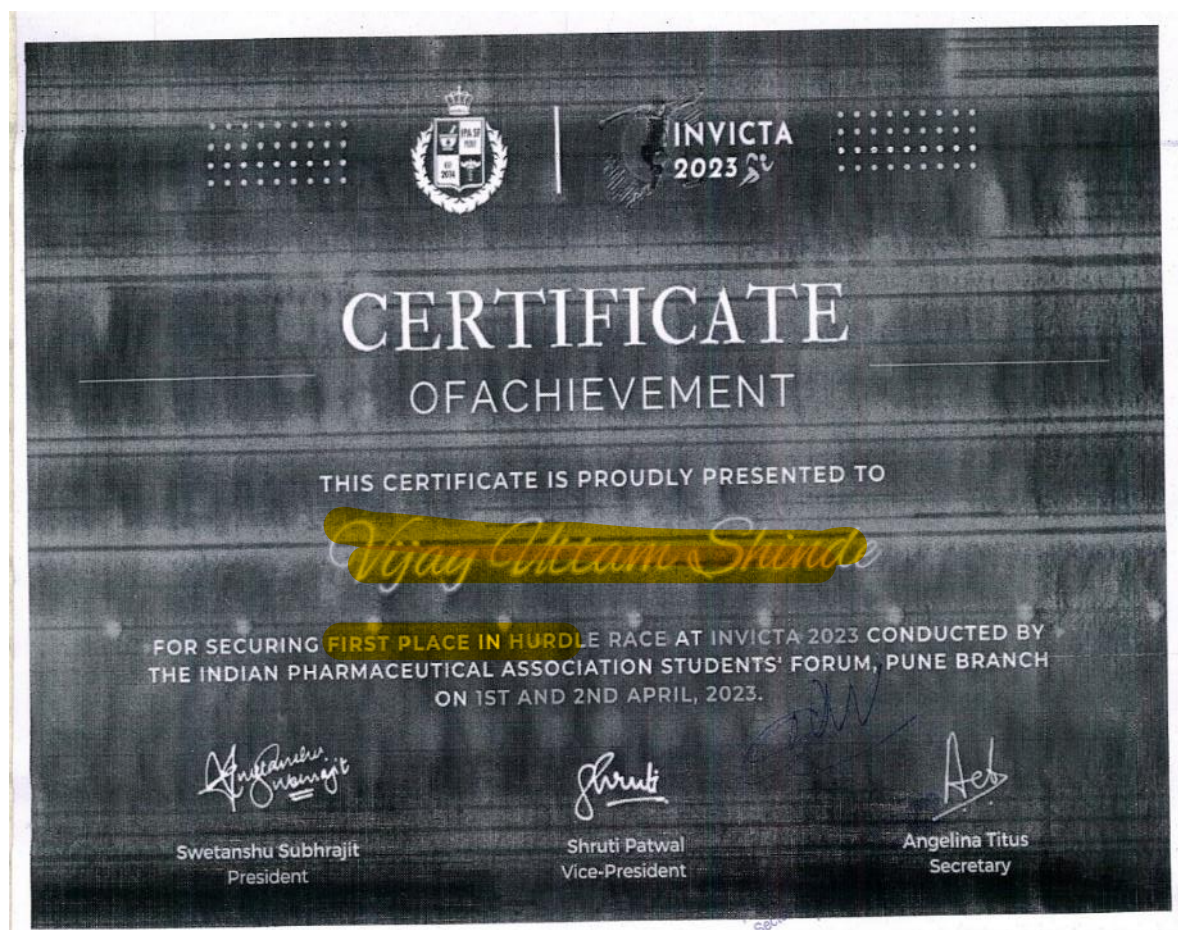 IPA SF
INVICTA
2023
CERTIFICATE
OFACHIEVEMENT
THIS CERTIFICATE IS PROUDLY PRESENTED TO
Vijay Uttam Shinde
FOR SECURING FIRST PLACE IN HURDLE RACE AT INVICTA 2023 CONDUCTED BY
THE INDIAN PHARMACEUTICAL ASSOCIATION STUDENTS' FORUM, PUNE BRANCH
ON 1ST AND 2ND APRIL, 2023.
Shruti
Swetanshu Subhrajit
Shruti Patwal
Angelina Titus
President
Vice-President
Secretary